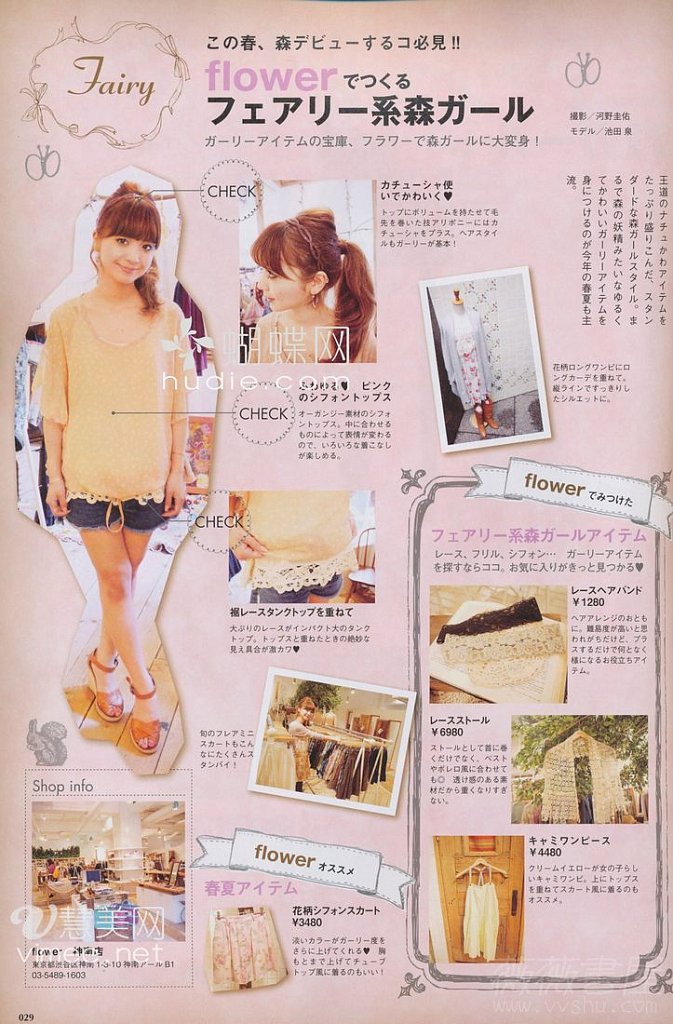 Fairy
この春、森デビューするコ必見!!
flowerでつくる
フェアリー系森ガール
ガーリーアイテムの宝庫、フラワーで森ガールに大変身！
撮影／河野圭佑
モデル／池田 泉
王道のナチュかわアイテムを
たっぷり盛りこんだ、スタン
ダードな森ガールスタイル。ま
るで森の妖精みたいなゆるく
てかわいいガーリーアイテムを
身につけるのが今年の春夏も主
流。
CHECK
カチューシャ使
いでかわいく♥
トップにボリュームを持たせて毛
先を巻いた技アリポニーにはカ
チューシャをプラス。ヘアスタイ
ルもガーリーが基本！
蝴蝶网
hudie.com
CHECK
ピンク
のシフォントップス
オーガンジー素材のシフォ
ントップス。中に合わせる
ものによって表情が変わる
ので、いろいろな着こなし
が楽しめる。
花柄ロングワンピにロ
ングカーデを重ねて。
縦ラインですっきりし
たシルエットに。
CHECK
裾レースタンクトップを重ねて
大ぶりのレースがインパクト大のタンク
トップ。トップスと重ねたときの絶妙な
見え具合が激カワ♥
旬のフレアミニ
スカートもこん
なにたくさんス
タンバイ！
flowerでみつけた
フェアリー系森ガールアイテム
レース、フリル、シフォン… ガーリーアイテム
を探すならココ。お気に入りがきっと見つかる♥
レースヘアバンド
￥1280
ヘアアレンジのおとも
に。難易度が高いと思
われがちだけど、プラ
スするだけで何となく
様になるお役立ちアイ
テム。
レースストール
￥6980
ストールとして首に巻
くだけでなく、ベスト
やボレロ風に合わせて
も◎ 透け感のある素
材だから重くなりすぎ
ない。
キャミワンピース
￥4480
クリームイエローが女の子らし
いキャミワンピ。上にトップス
を重ねてスカート風に着るのも
オススメ。
flowerオススメ
春夏アイテム
花柄シフォンスカート
￥3480
淡いカラーがガーリー度を
さらに上げてくれる♥ 胸
もとまで上げてチューブ
トップ風に着るのもいい！
Shop info
慧美网
flower 神南店
東京都渋谷区神南1-3-10 神南アールB1
03-5489-1603
www.vvshu.com
029